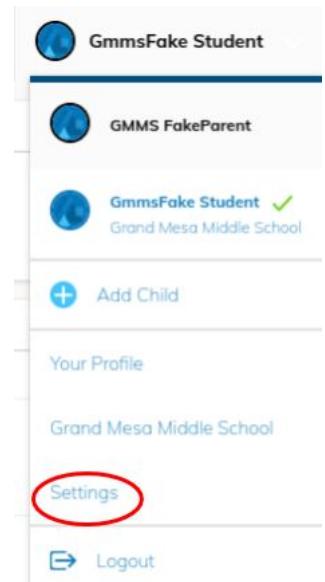 GmmsFake Student
GMMS FakeParent
GmmsFake Student
Grand Mesa Middle School
Add Child
Your Profile
Grand Mesa Middle School
Settings
Logout